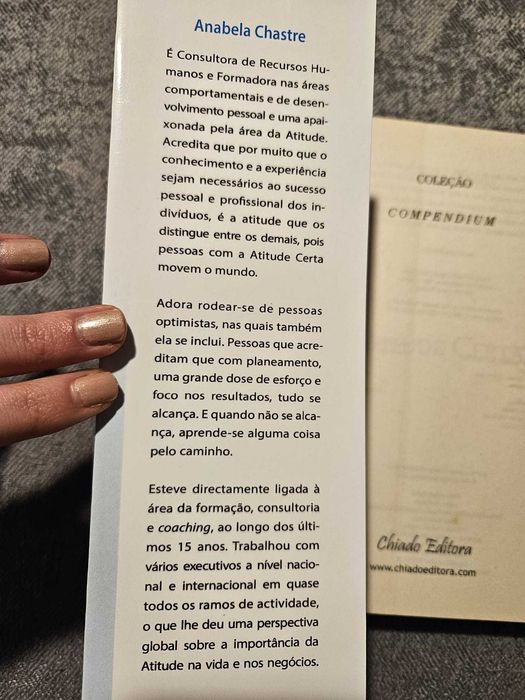 Anabela Chastre
É Consultora de Recursos Hu-
manos e Formadora nas áreas
comportamentais e de desen-
volvimento pessoal e uma apai-
xonada pela área da Atitude.
Acredita que por muito que o
conhecimento e a experiência
sejam necessários ao sucesso
pessoal e profissional dos in-
divíduos, é a atitude que os
distingue entre os demais, pois
pessoas com a Atitude Certa
movem o mundo.
Adora rodear-se de pessoas
optimistas, nas quais também
ela se inclui. Pessoas que acre-
ditam que com planeamento,
uma grande dose de esforço e
foco nos resultados, tudo se
alcança. E quando não se alca-
nça, aprende-se alguma coisa
pelo caminho.
Esteve directamente ligada à
área da formação, consultoria
e coaching, ao longo dos últi-
mos 15 anos. Trabalhou com
vários executivos a nível nacio-
nal e internacional em quase
todos os ramos de actividade,
o que lhe deu uma perspectiva
global sobre a importância da
Atitude na vida e nos negócios.
COLEÇÃO
COMPENDIUM
Chiado Editora
www.chiadoeditora.com